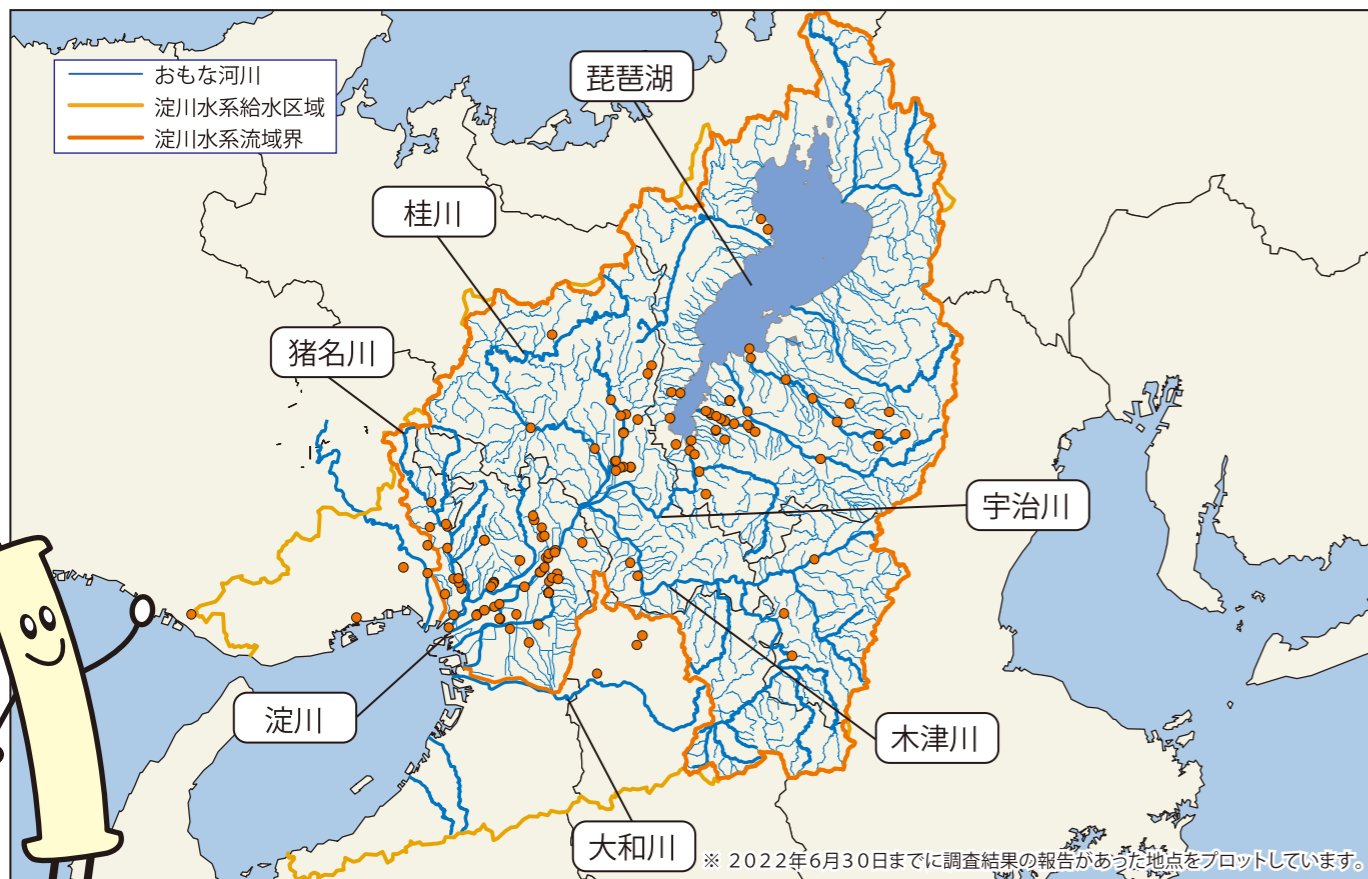 おもな河川
淀川水系給水区域
淀川水系流域界
琵琶湖
桂川
猪名川
宇治川
淀川
木津川
大和川
※ 2022年6月30日までに調査結果の報告があった地点をプロットしています。